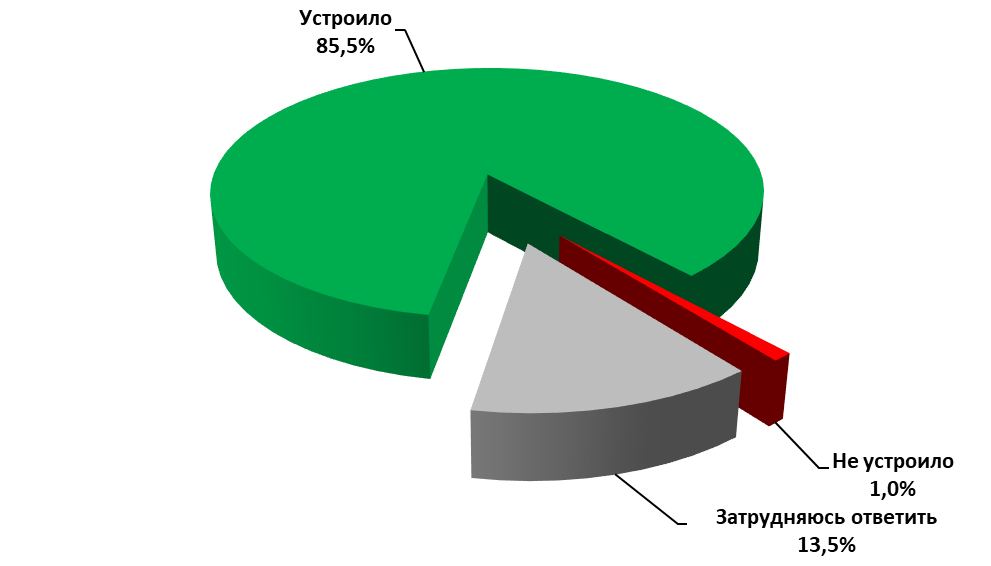 Устроило
85,5%
Не устроило
1,0%
Затрудняюсь ответить
13,5%